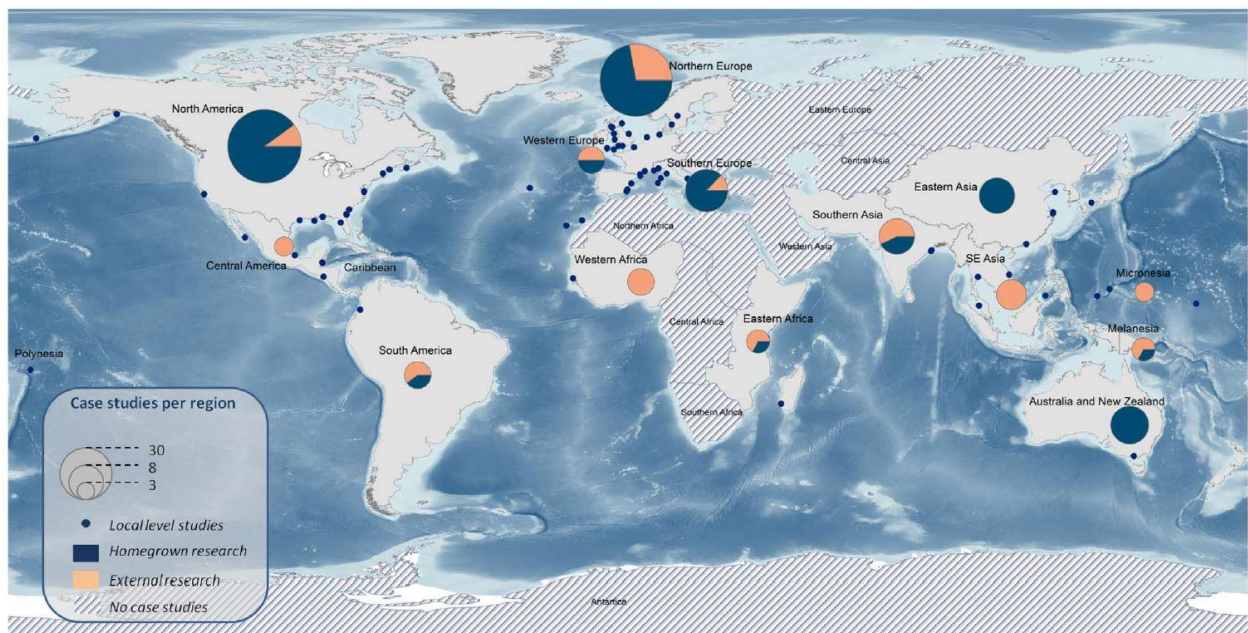 Northern Europe
North America
Eastern Europe
Western Europe
Central Asia
Southern Europe
Eastern Asia
Southern Asia
Northern Africa
Western Asia
Central America
Caribbean
Western Africa
SE Asia
Micronesia
Central Africa
Eastern Africa
Melanesia
Polynesia
South America
Australia and New Zealand
Southern Africa
Case studies per region
30
8
3
Local level studies
Homegrown research
External research
No case studies
Antartica